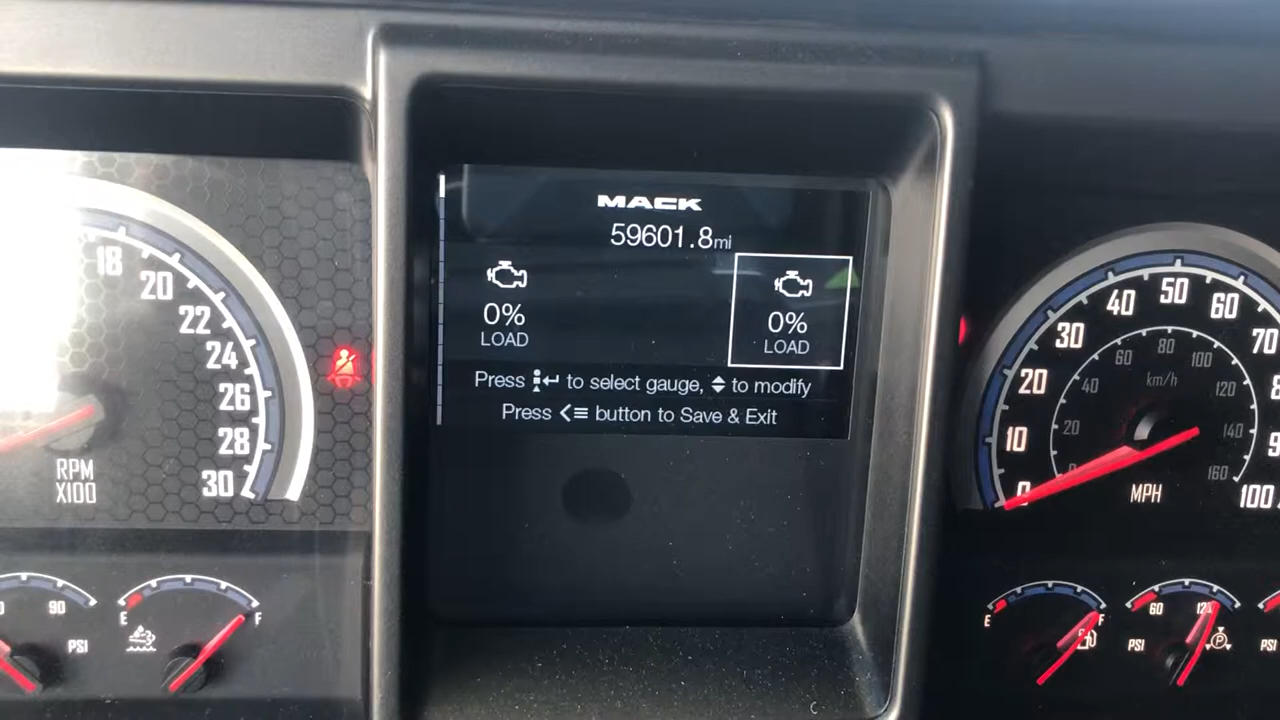 MACK
59601.8mi
0%
LOAD
0%
LOAD
Press to select gauge, to modify
Press button to Save & Exit
18
20
22
24
26
28
30
RPM
X100
90
PSI
E F
0
10
20
30
40
50
60
70
100
20
40
60
80
100
120
140
160
km/h
MPH
E F
60 120
PSI
PSI